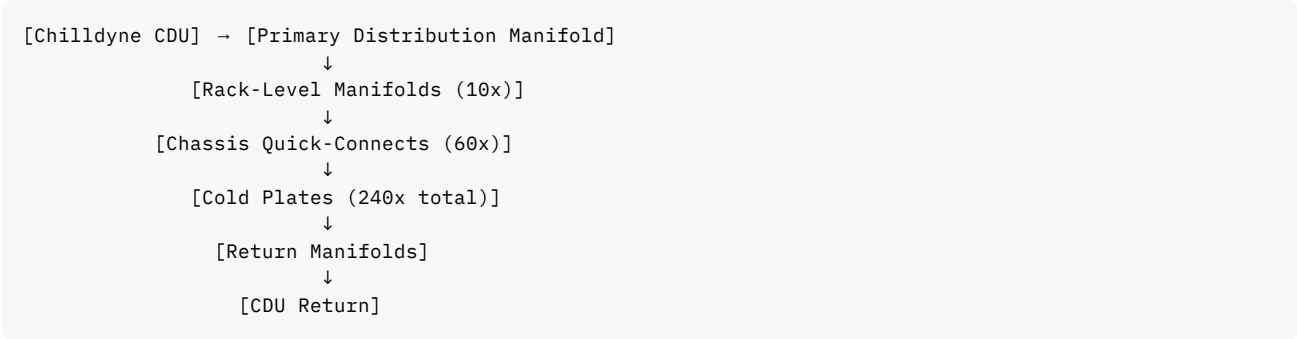 [Chilldyne CDU] → [Primary Distribution Manifold]
↓
[Rack-Level Manifolds (10x)]
↓
[Chassis Quick-Connects (60x)]
↓
[Cold Plates (240x total)]
↓
[Return Manifolds]
↓
[CDU Return]